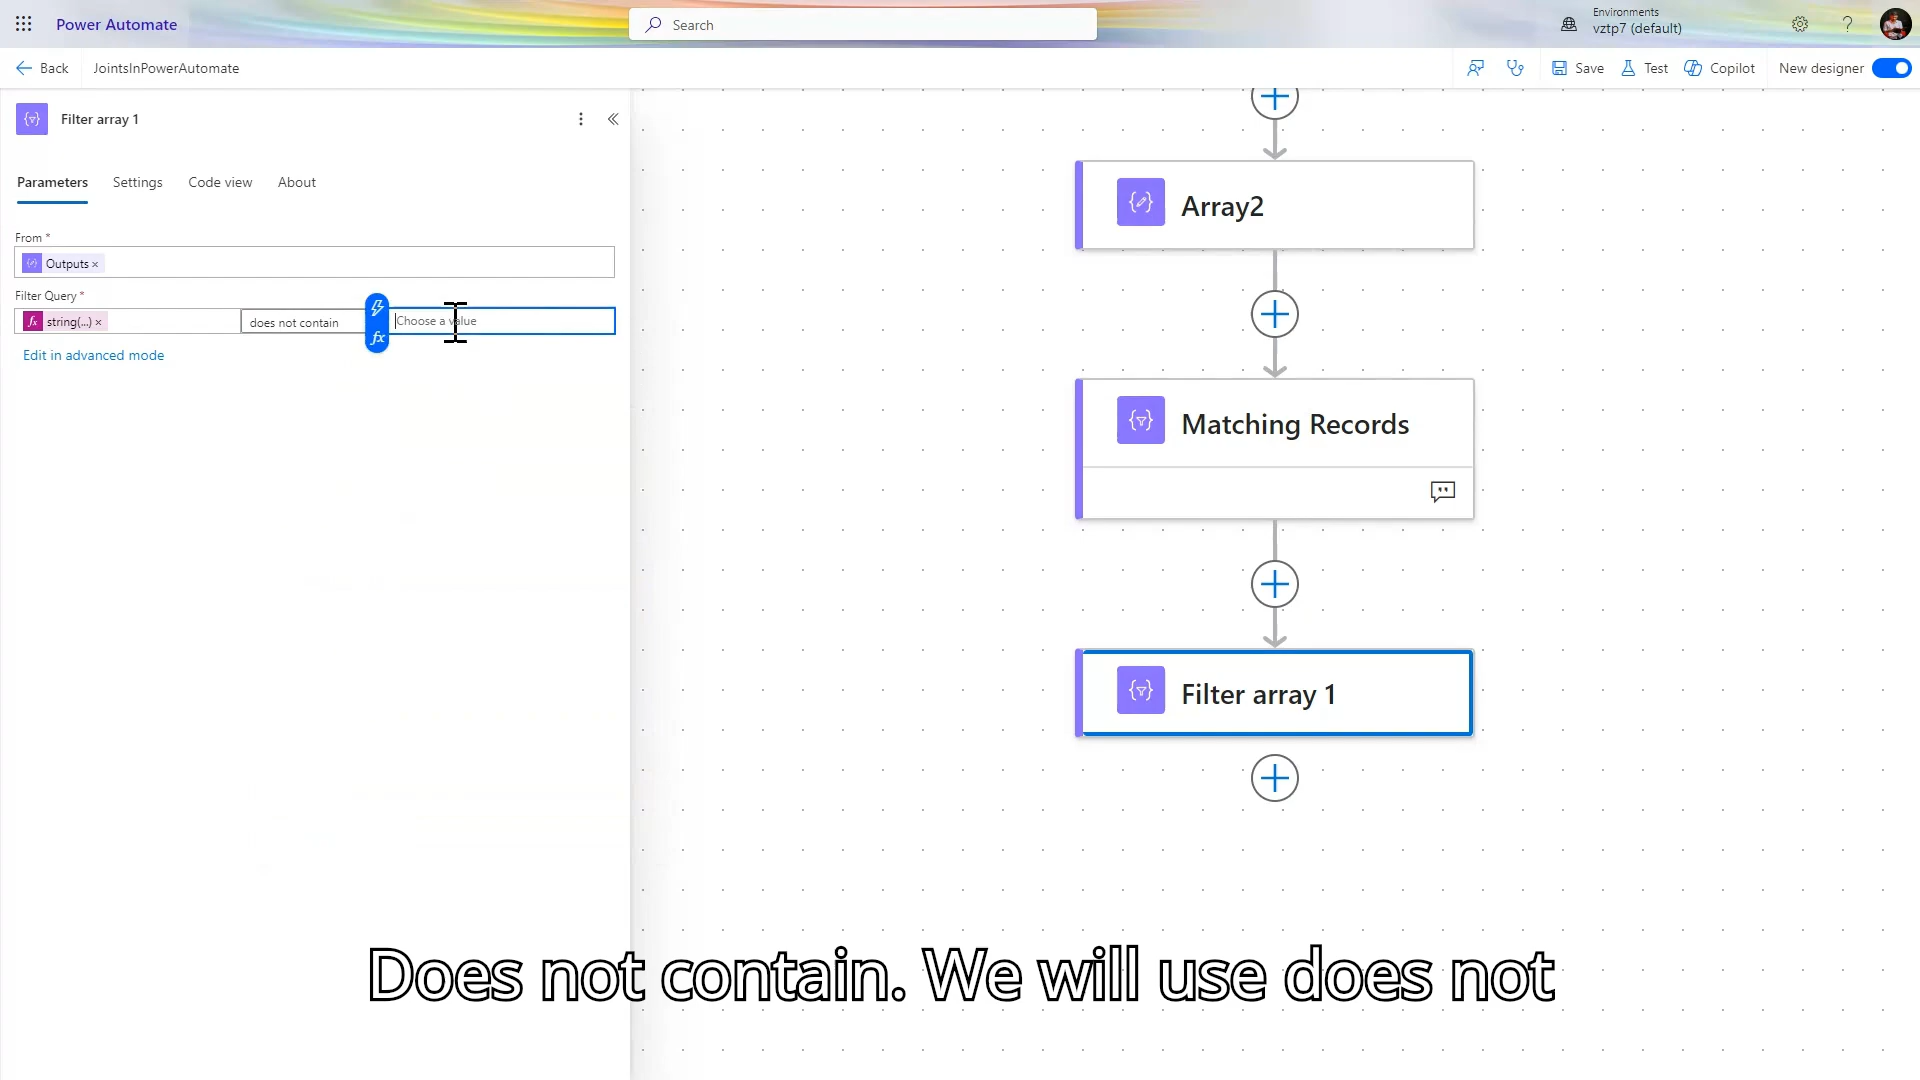 Power Automate
Search
Environments
vztp7 (default)
Back
JointsInPowerAutomate
Save
Test
Copilot
New designer
Filter array 1
Parameters
Settings
Code view
About
From *
Outputs ×
Filter Query *
fx string(...) ×
does not contain
fx
Choose a value
Edit in advanced mode
Array2
Matching Records
Filter array 1
Does not contain. We will use does not